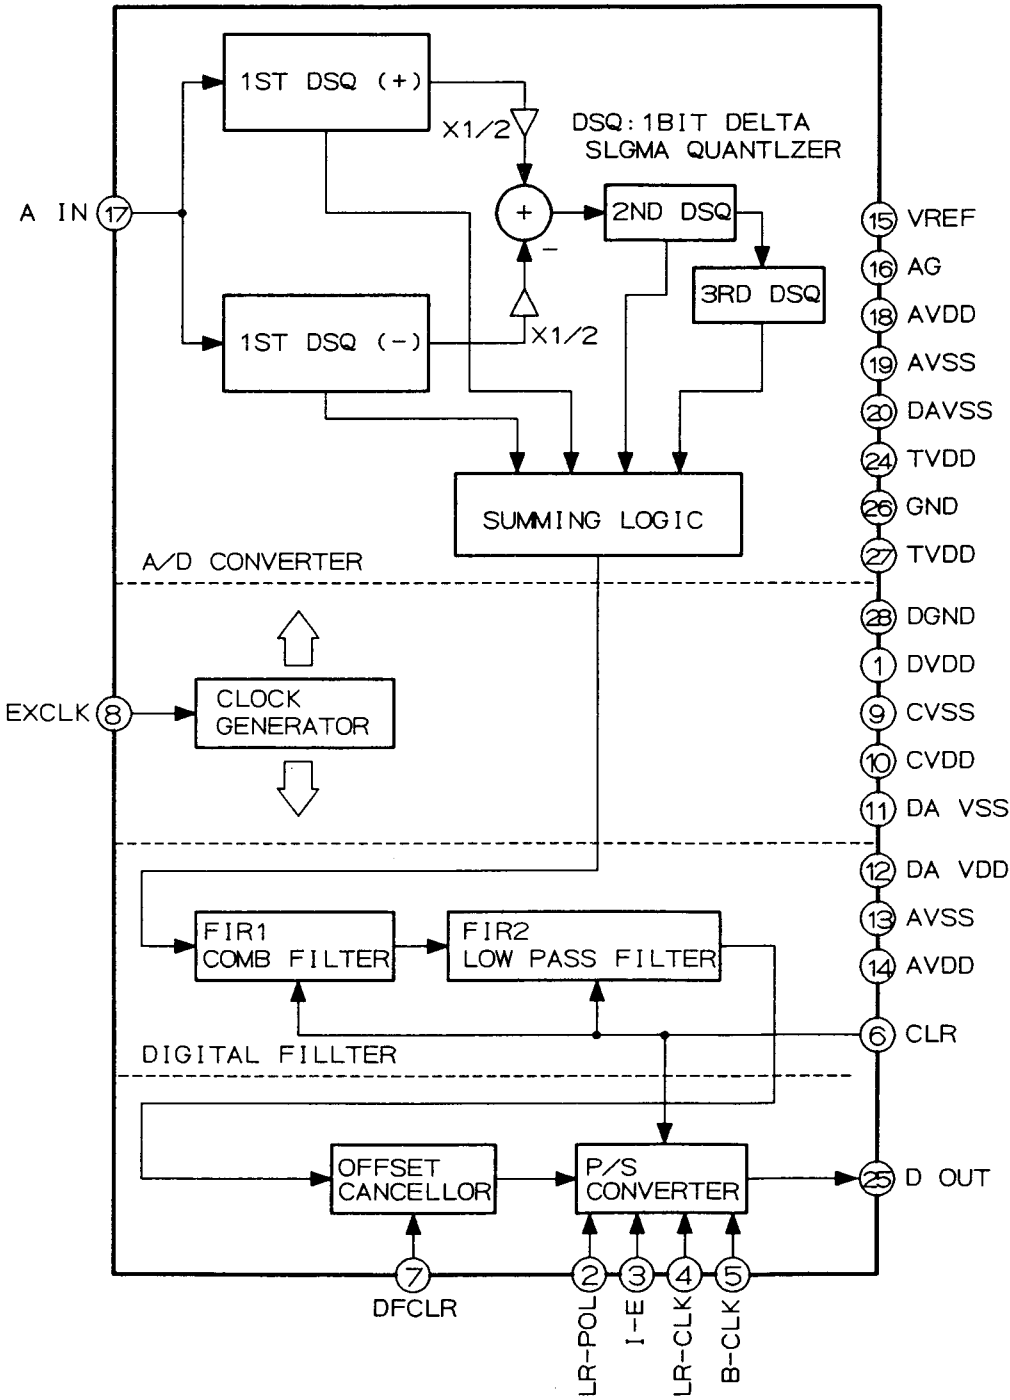 1ST DSQ (+)
X1/2
DSQ:1BIT DELTA
SLGMA QUANTLZER
A IN 17
+
2ND DSQ
15 VREF
-
16 AG
3RD DSQ
18 AVDD
1ST DSQ (-)
X1/2
19 AVSS
20 DAVSS
24 TVDD
SUMMING LOGIC
26 GND
27 TVDD
A/D CONVERTER
28 DGND
1 DVDD
EXCLK 8
CLOCK
GENERATOR
9 CVSS
10 CVDD
11 DA VSS
12 DA VDD
FIR1
COMB FILTER
FIR2
LOW PASS FILTER
13 AVSS
14 AVDD
6 CLR
DIGITAL FILLTER
OFFSET
CANCELLOR
P/S
CONVERTER
25 D OUT
7
DFCLR
2
LR-POL
3
I-E
4
LR-CLK
5
B-CLK